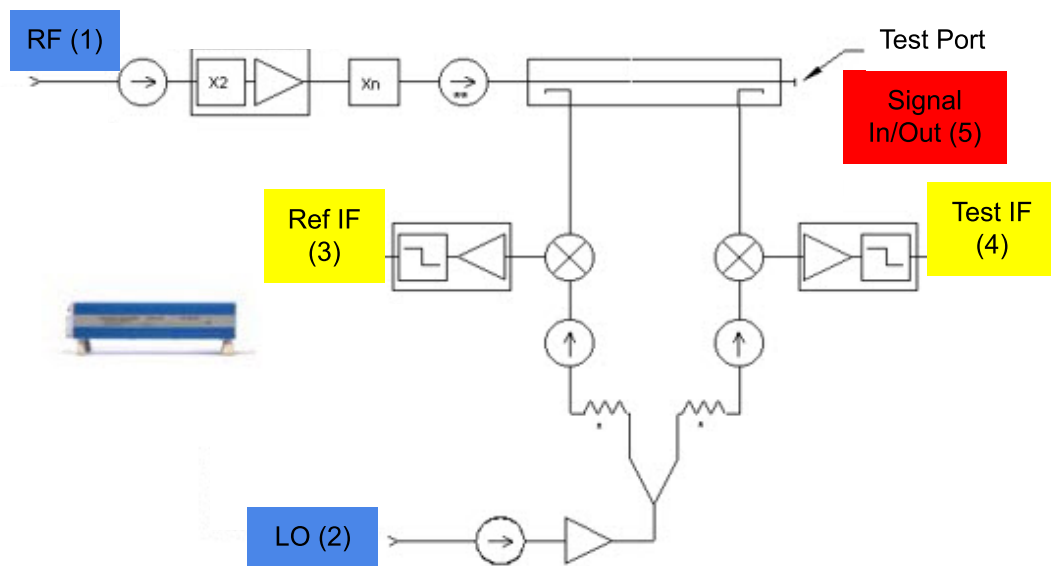 RF (1)
X2
Xn
Test Port
Signal
In/Out (5)
Ref IF
(3)
Test IF
(4)
LO (2)